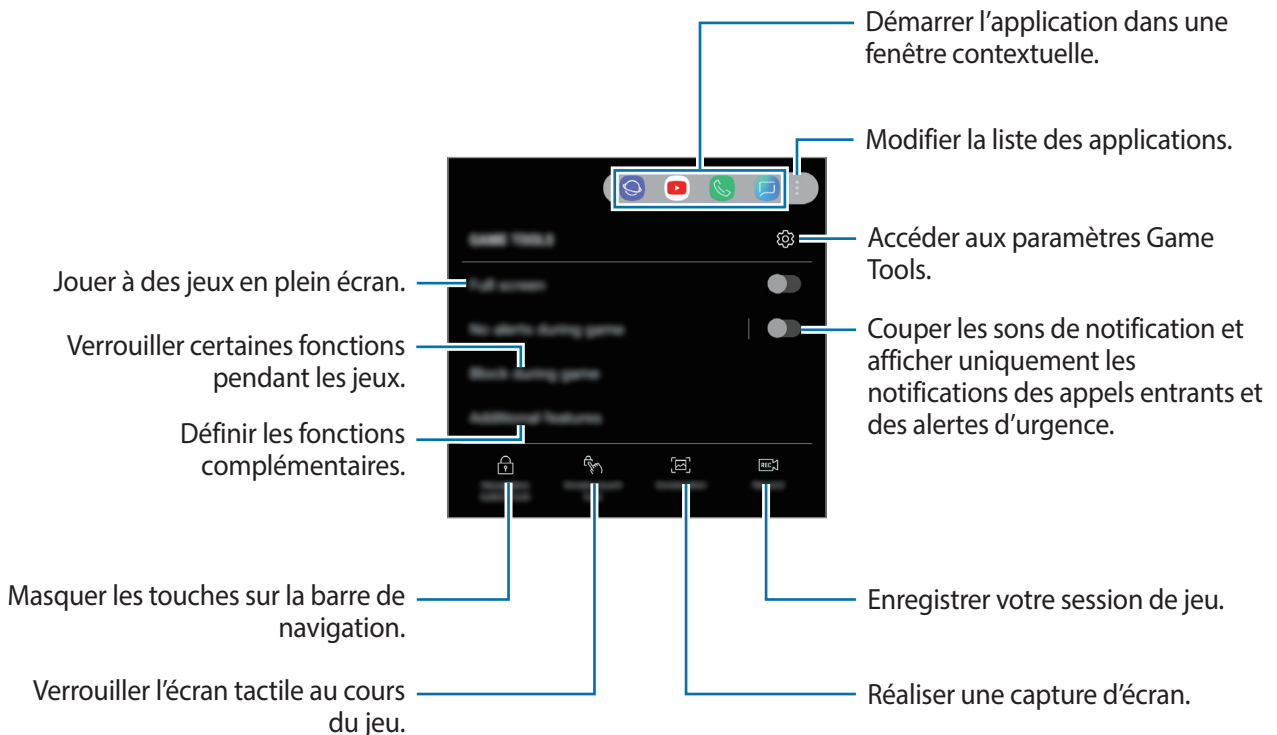 Démarrer l’application dans une
fenêtre contextuelle.
Modifier la liste des applications.
GAME TOOLS
Accéder aux paramètres Game
Tools.
Jouer à des jeux en plein écran.
Full screen
No alerts during game
Couper les sons de notification et
afficher uniquement les
notifications des appels entrants et
des alertes d’urgence.
Verrouiller certaines fonctions
pendant les jeux.
Block during game
Additional features
Définir les fonctions
complémentaires.
REC
Masquer les touches sur la barre de
navigation.
Enregistrer votre session de jeu.
Verrouiller l’écran tactile au cours
du jeu.
Réaliser une capture d’écran.